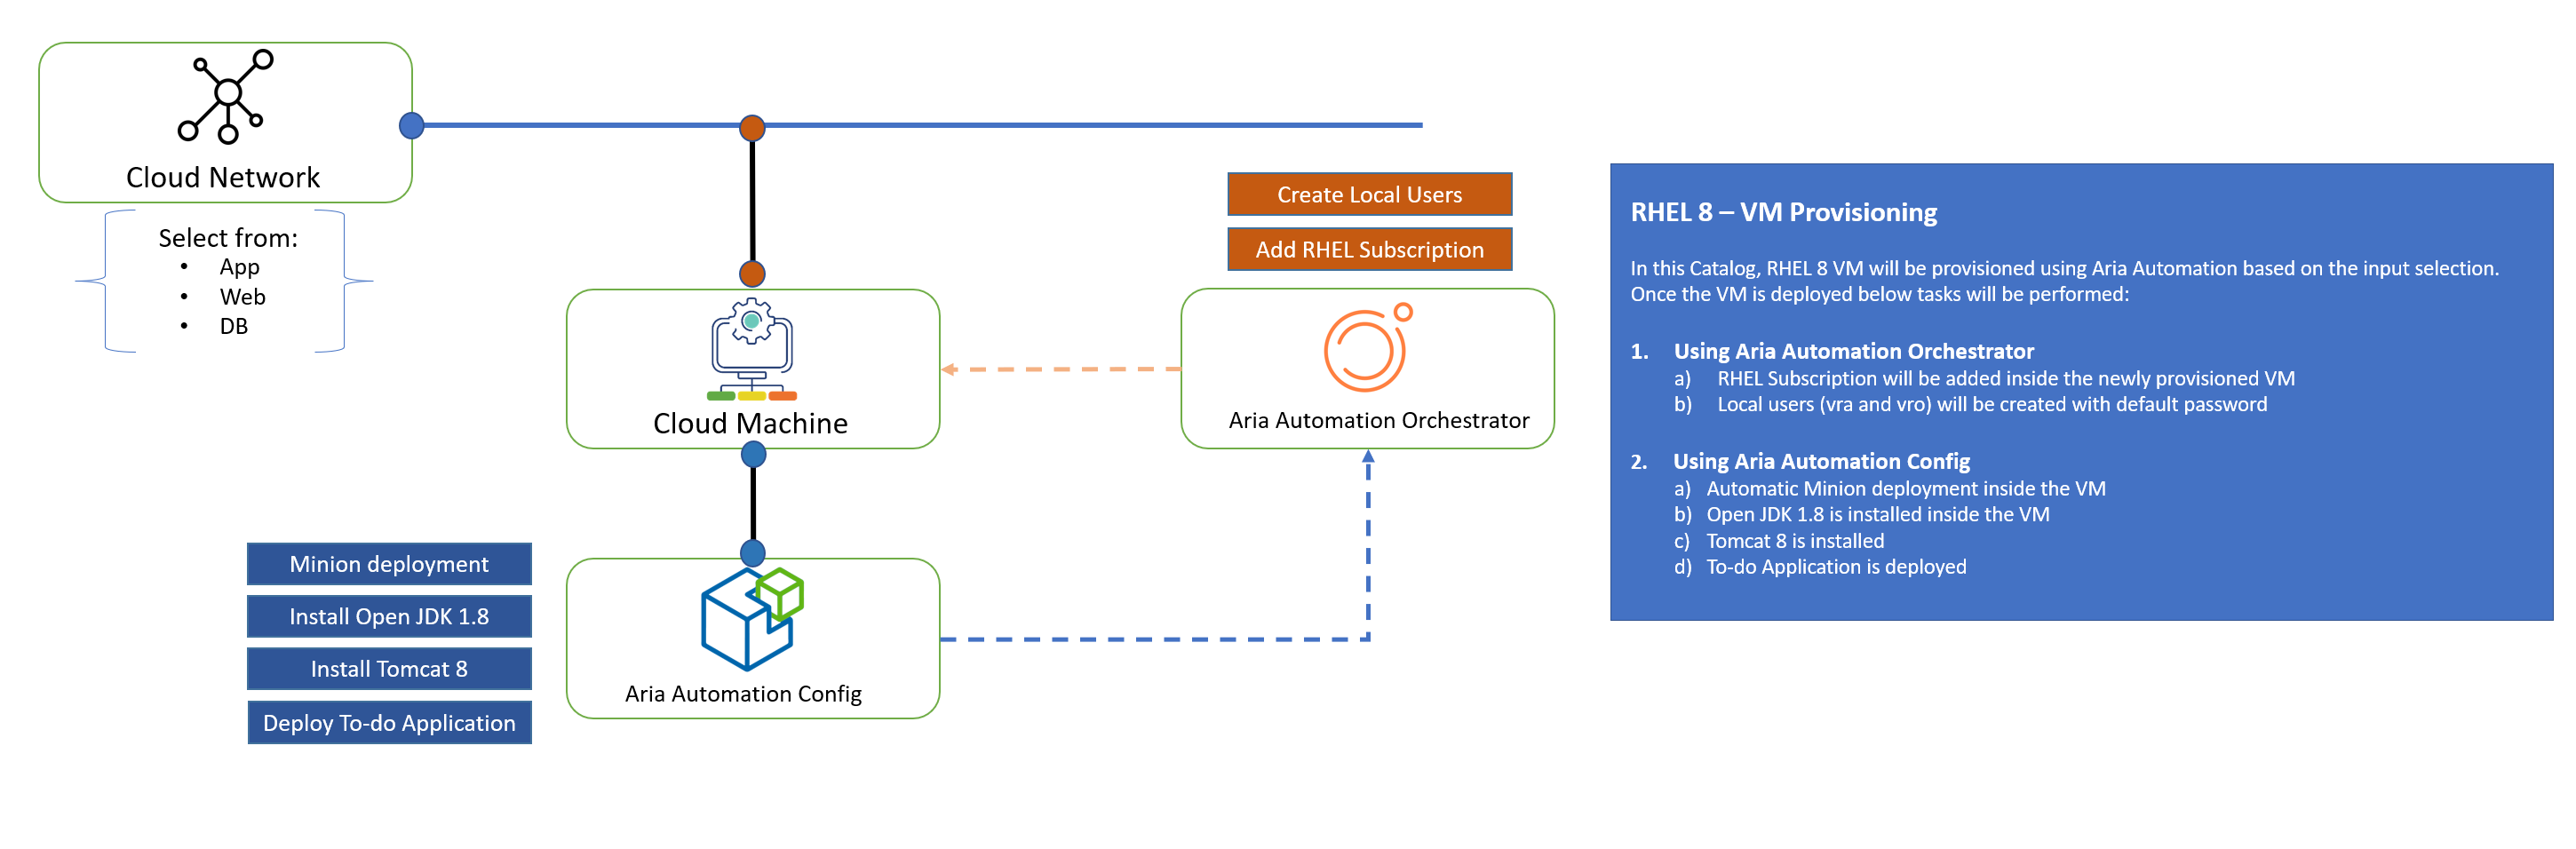 Cloud Network
Select from:
• App
• Web
• DB
Create Local Users
Add RHEL Subscription
Cloud Machine
Aria Automation Orchestrator
Minion deployment
Install Open JDK 1.8
Install Tomcat 8
Deploy To-do Application
Aria Automation Config
RHEL 8 – VM Provisioning
In this Catalog, RHEL 8 VM will be provisioned using Aria Automation based on the input selection.
Once the VM is deployed below tasks will be performed:
1. Using Aria Automation Orchestrator
a) RHEL Subscription will be added inside the newly provisioned VM
b) Local users (vra and vro) will be created with default password
2. Using Aria Automation Config
a) Automatic Minion deployment inside the VM
b) Open JDK 1.8 is installed inside the VM
c) Tomcat 8 is installed
d) To-do Application is deployed